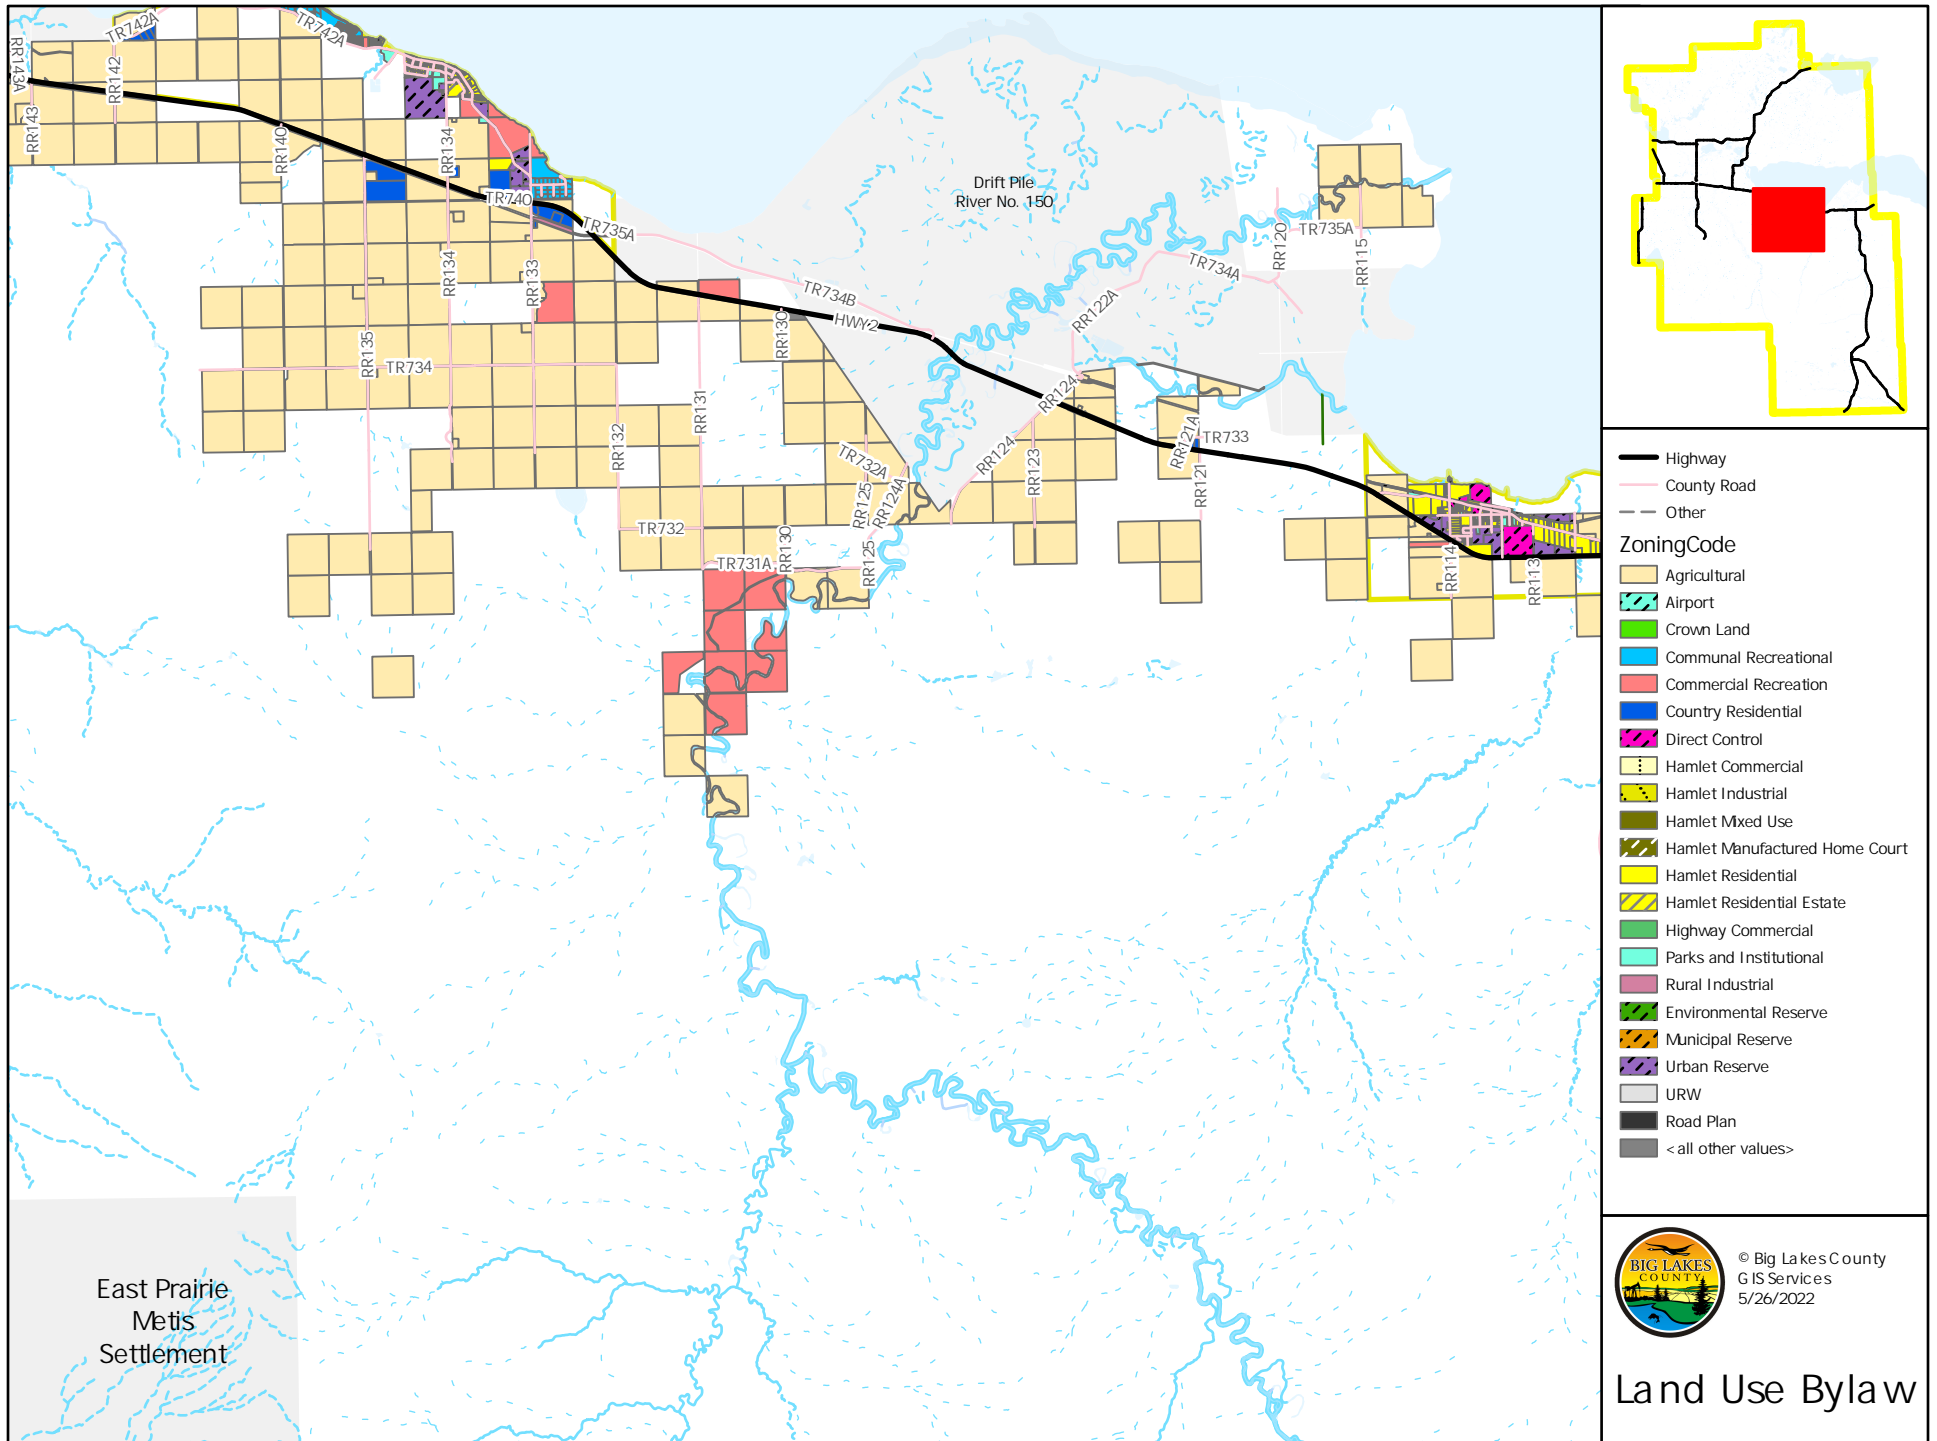 TR742A
TR742A
RR143A
RR142
RR143
RR140
RR134
TR740
TR735A
Drift Pile
River No. 150
RR120
TR735A
RR115
TR734A
RR134
RR133
TR734B
RR122A
HWY2
RR130
RR135
TR734
RR131
RR124
RR132
TR732A
RR124
RR123
RR121A
TR733
RR121
RR125
RR124A
TR732
RR130
RR125
TR731A
RR114
RR113
East Prairie
Metis
Settlement
Highway
County Road
Other
ZoningCode
Agricultural
Airport
Crown Land
Communal Recreational
Commercial Recreation
Country Residential
Direct Control
Hamlet Commercial
Hamlet Industrial
Hamlet Mixed Use
Hamlet Manufactured Home Court
Hamlet Residential
Hamlet Residential Estate
Highway Commercial
Parks and Institutional
Rural Industrial
Environmental Reserve
Municipal Reserve
Urban Reserve
URW
Road Plan
<all other values>
BIG LAKES
COUNTY
© Big Lakes County
GIS Services
5/26/2022
Land Use Bylaw